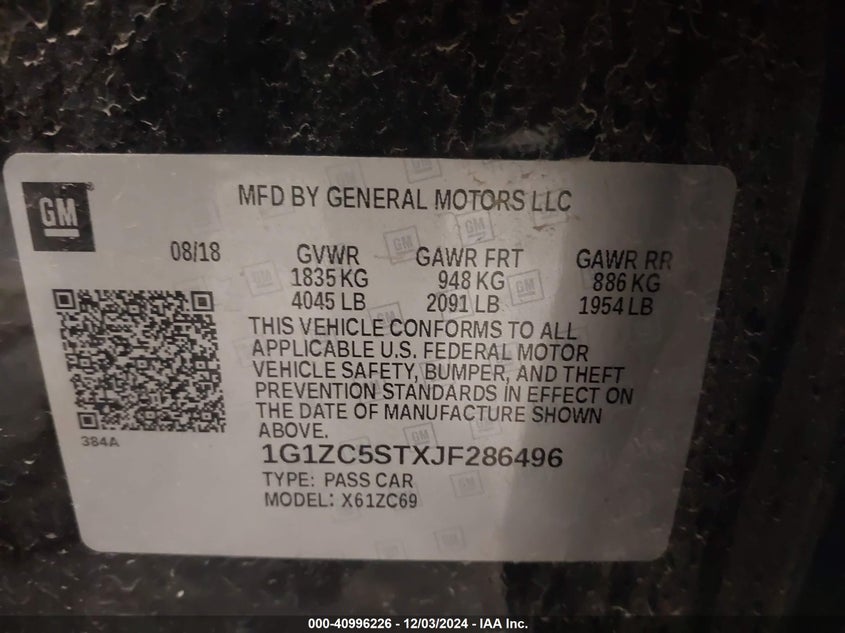 GM
MFD BY GENERAL MOTORS LLC
08/18 GVWR GAWR FRT GAWR RR
1835 KG 948 KG 886 KG
4045 LB 2091 LB 1954 LB
THIS VEHICLE CONFORMS TO ALL
APPLICABLE U.S. FEDERAL MOTOR
VEHICLE SAFETY, BUMPER, AND THEFT
PREVENTION STANDARDS IN EFFECT ON
THE DATE OF MANUFACTURE SHOWN
ABOVE.
384A
1G1ZC5STXJF286496
TYPE: PASS CAR
MODEL: X61ZC69
000-40996226 - 12/03/2024 - IAA Inc.